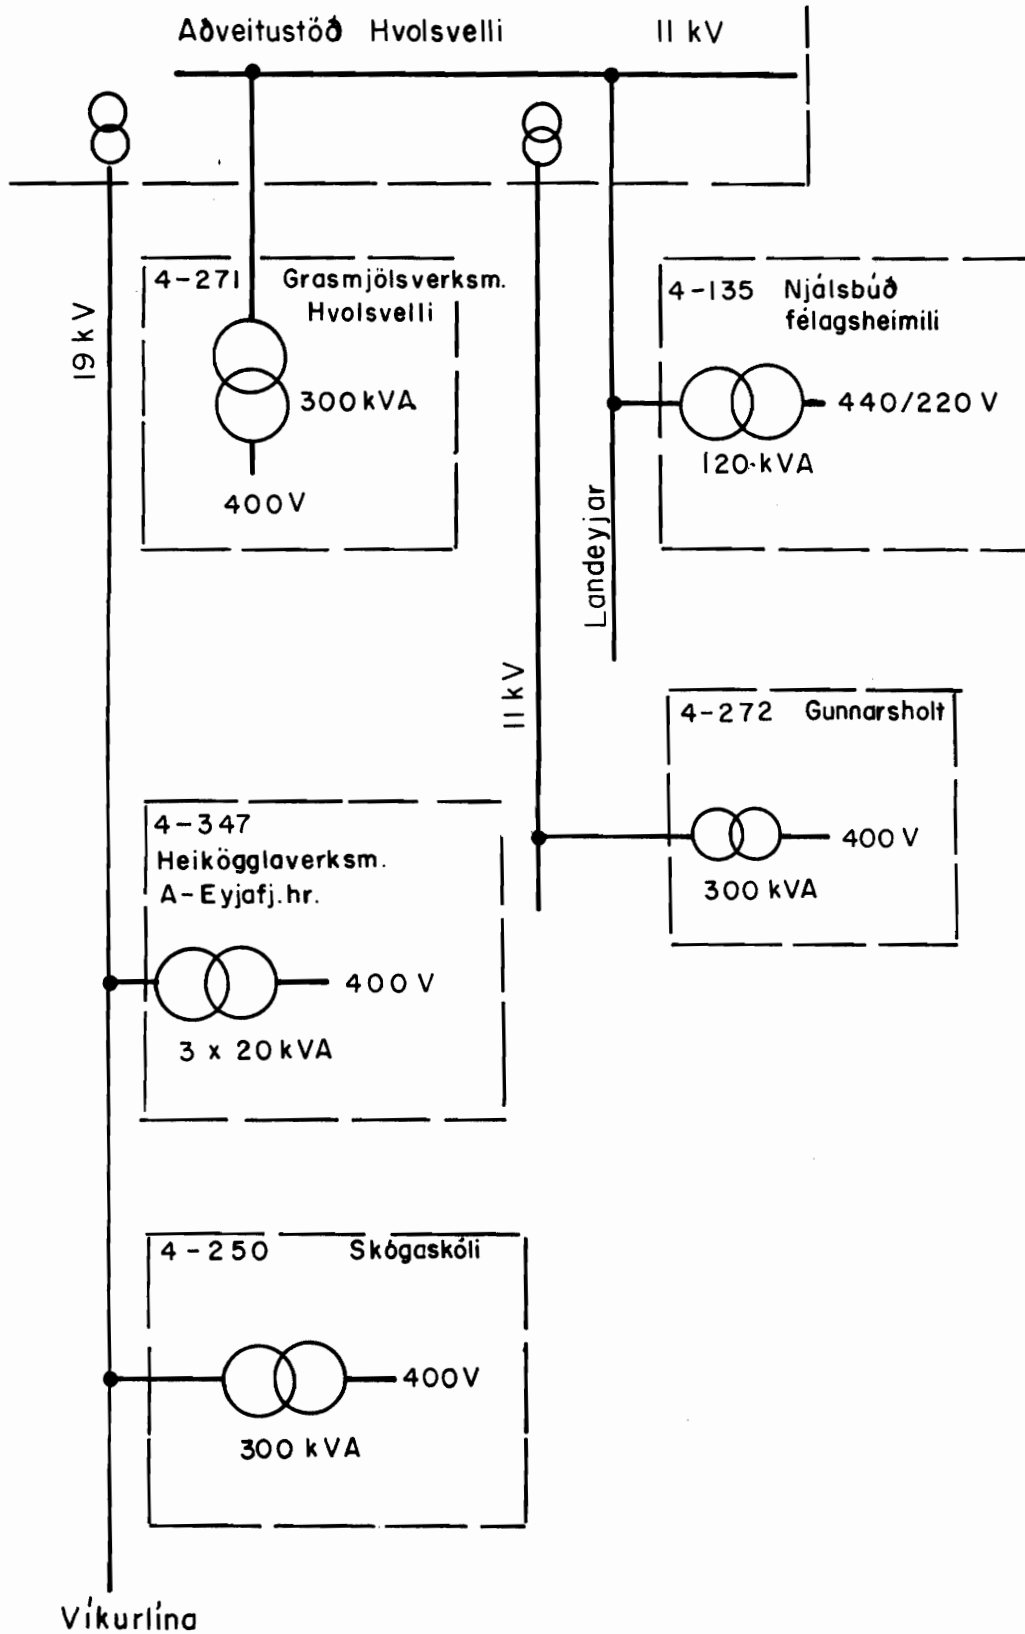 Aðveitustöð Hvolsvelli 11 kV
19 kV
4-271 Grasmjölsverksm.
Hvolsvelli
300 kVA
400 V
4-135 Njálsbúð
félagsheimili
440/220 V
120 kVA
Landeyjar
11 kV
4-272 Gunnarsholt
400 V
300 kVA
4-347
Heikögglaverksm.
A-Eyjafj.hr.
400 V
3 x 20 kVA
4-250 Skógaskóli
400 V
300 kVA
Víkurlína